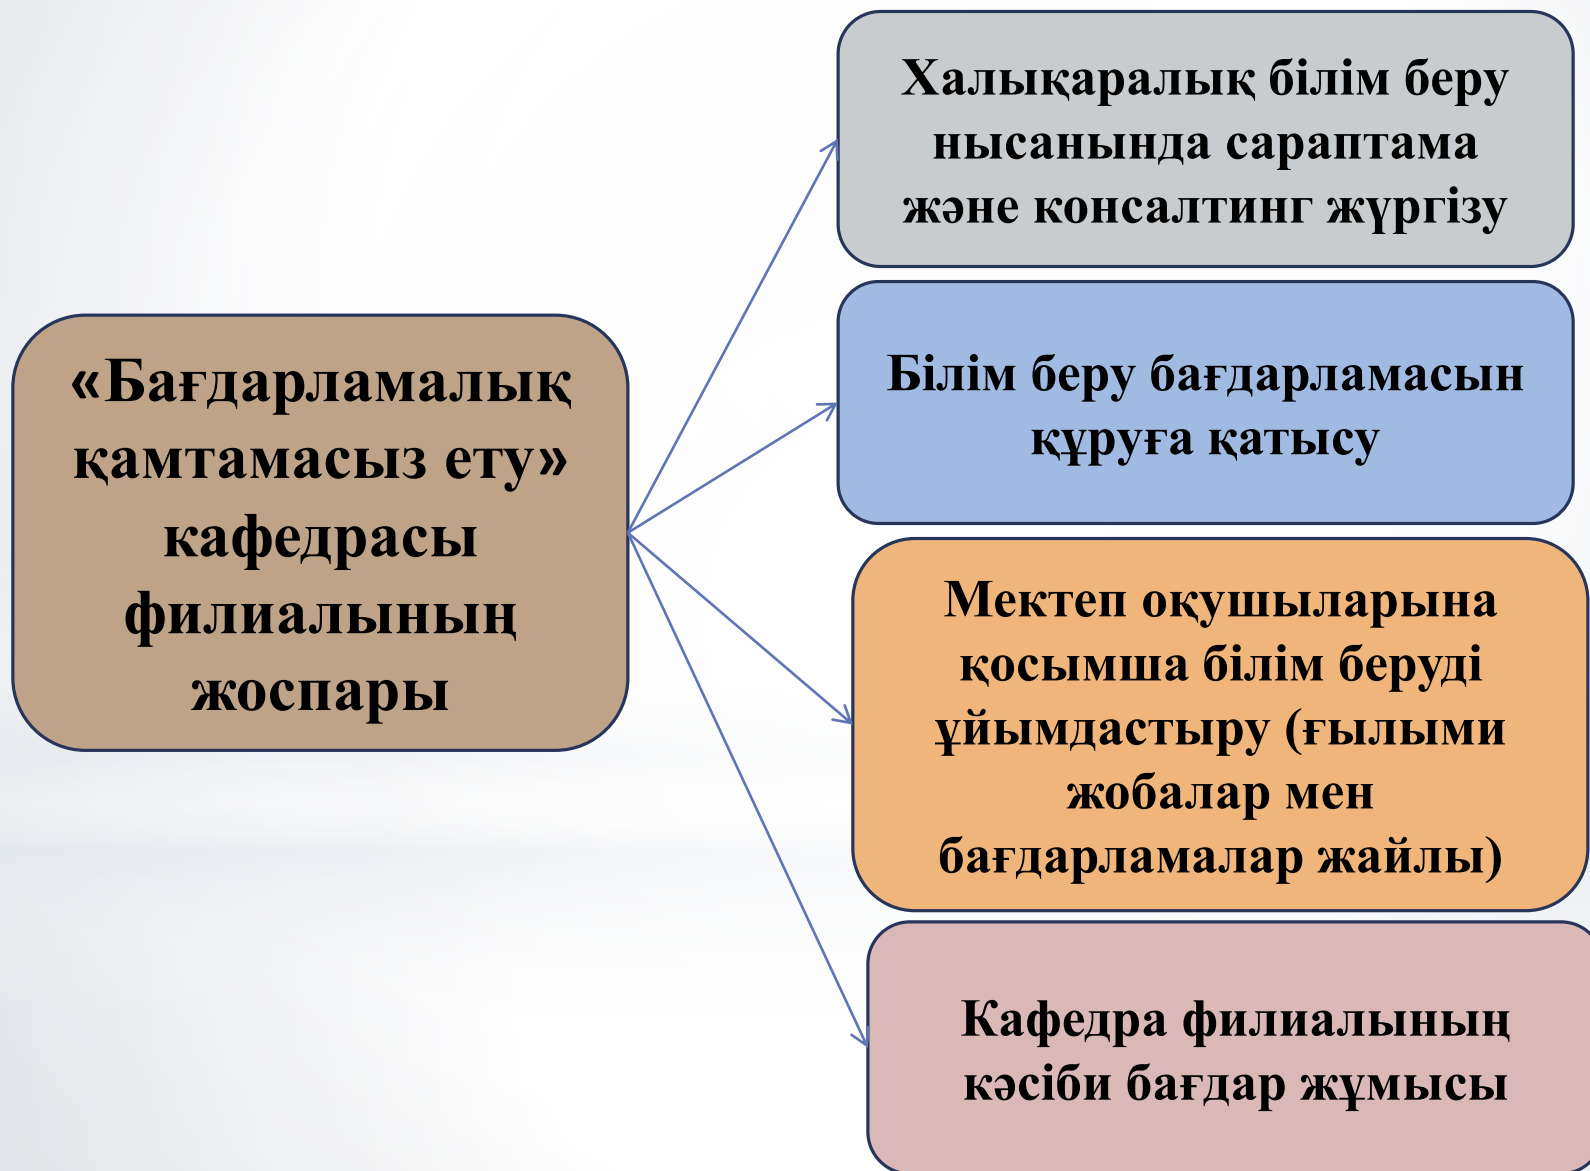 «Бағдарламалық
қамтамасыз ету»
кафедрасы
филиалының
жоспары
Халықаралық білім беру
нысанында сараптама
және консалтинг жүргізу
Білім беру бағдарламасын
құруға қатысу
Мектеп оқушыларына
қосымша білім беруді
ұйымдастыру (ғылыми
жобалар мен
бағдарламалар жайлы)
Кафедра филиалының
кәсіби бағдар жұмысы